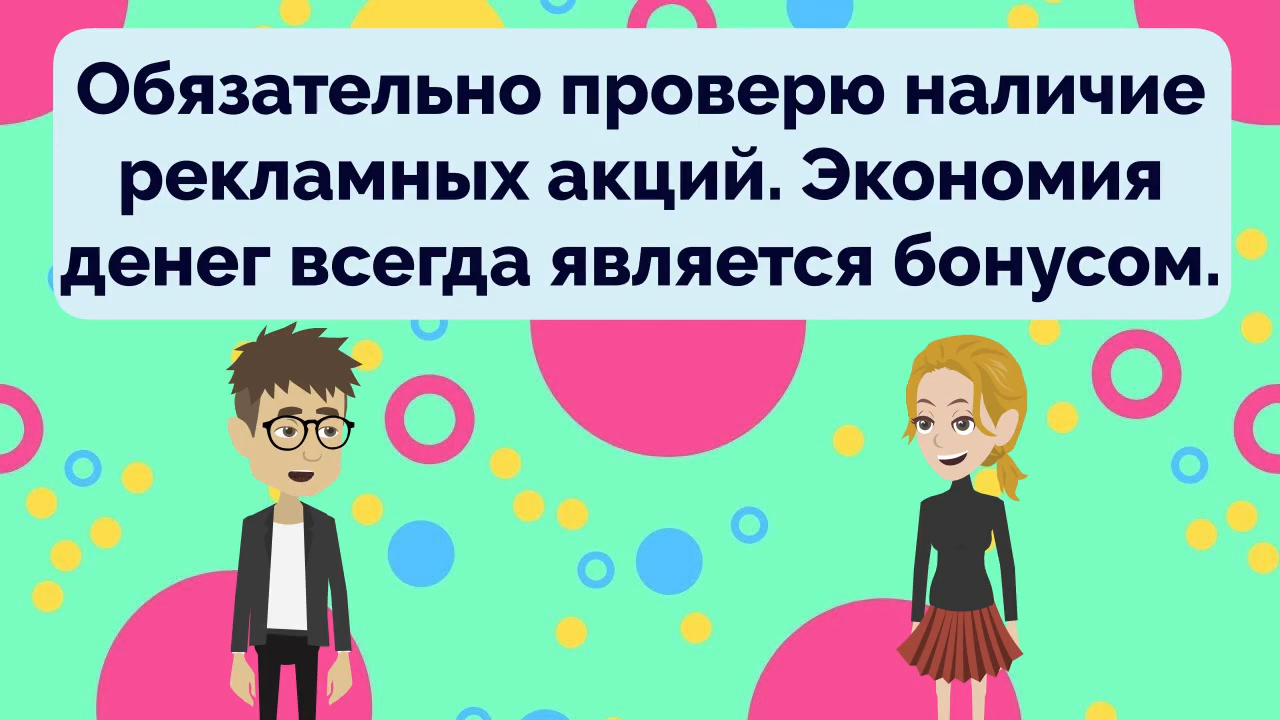 Обязательно проверю наличие
рекламных акций. Экономия
денег всегда является бонусом.